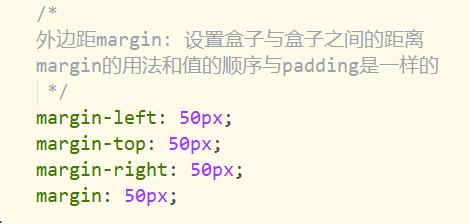 /*
外边距margin: 设置盒子与盒子之间的距离
margin的用法和值的顺序与padding是一样的
*/
margin-left: 50px;
margin-top: 50px;
margin-right: 50px;
margin: 50px;